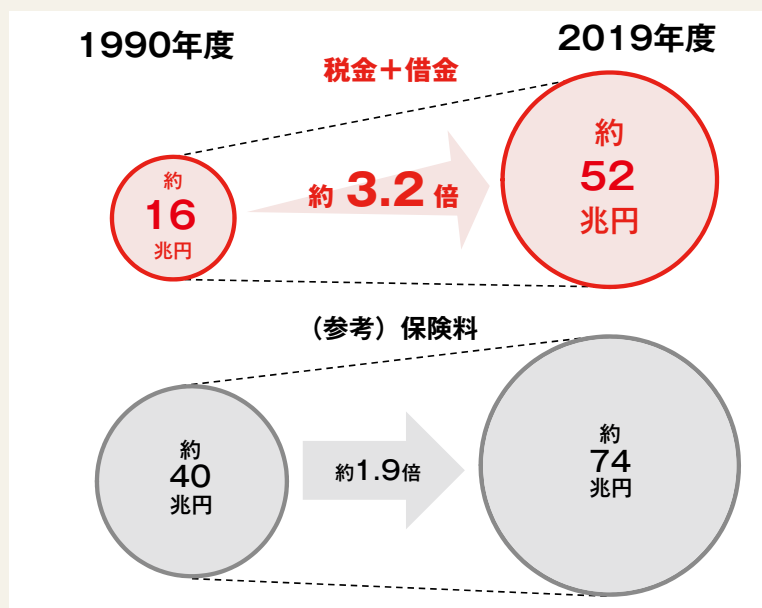 1990年度
2019年度
税金＋借金
約
16
兆円
約 3.2 倍
約
52
兆円
（参考）保険料
約
40
兆円
約1.9倍
約
74
兆円